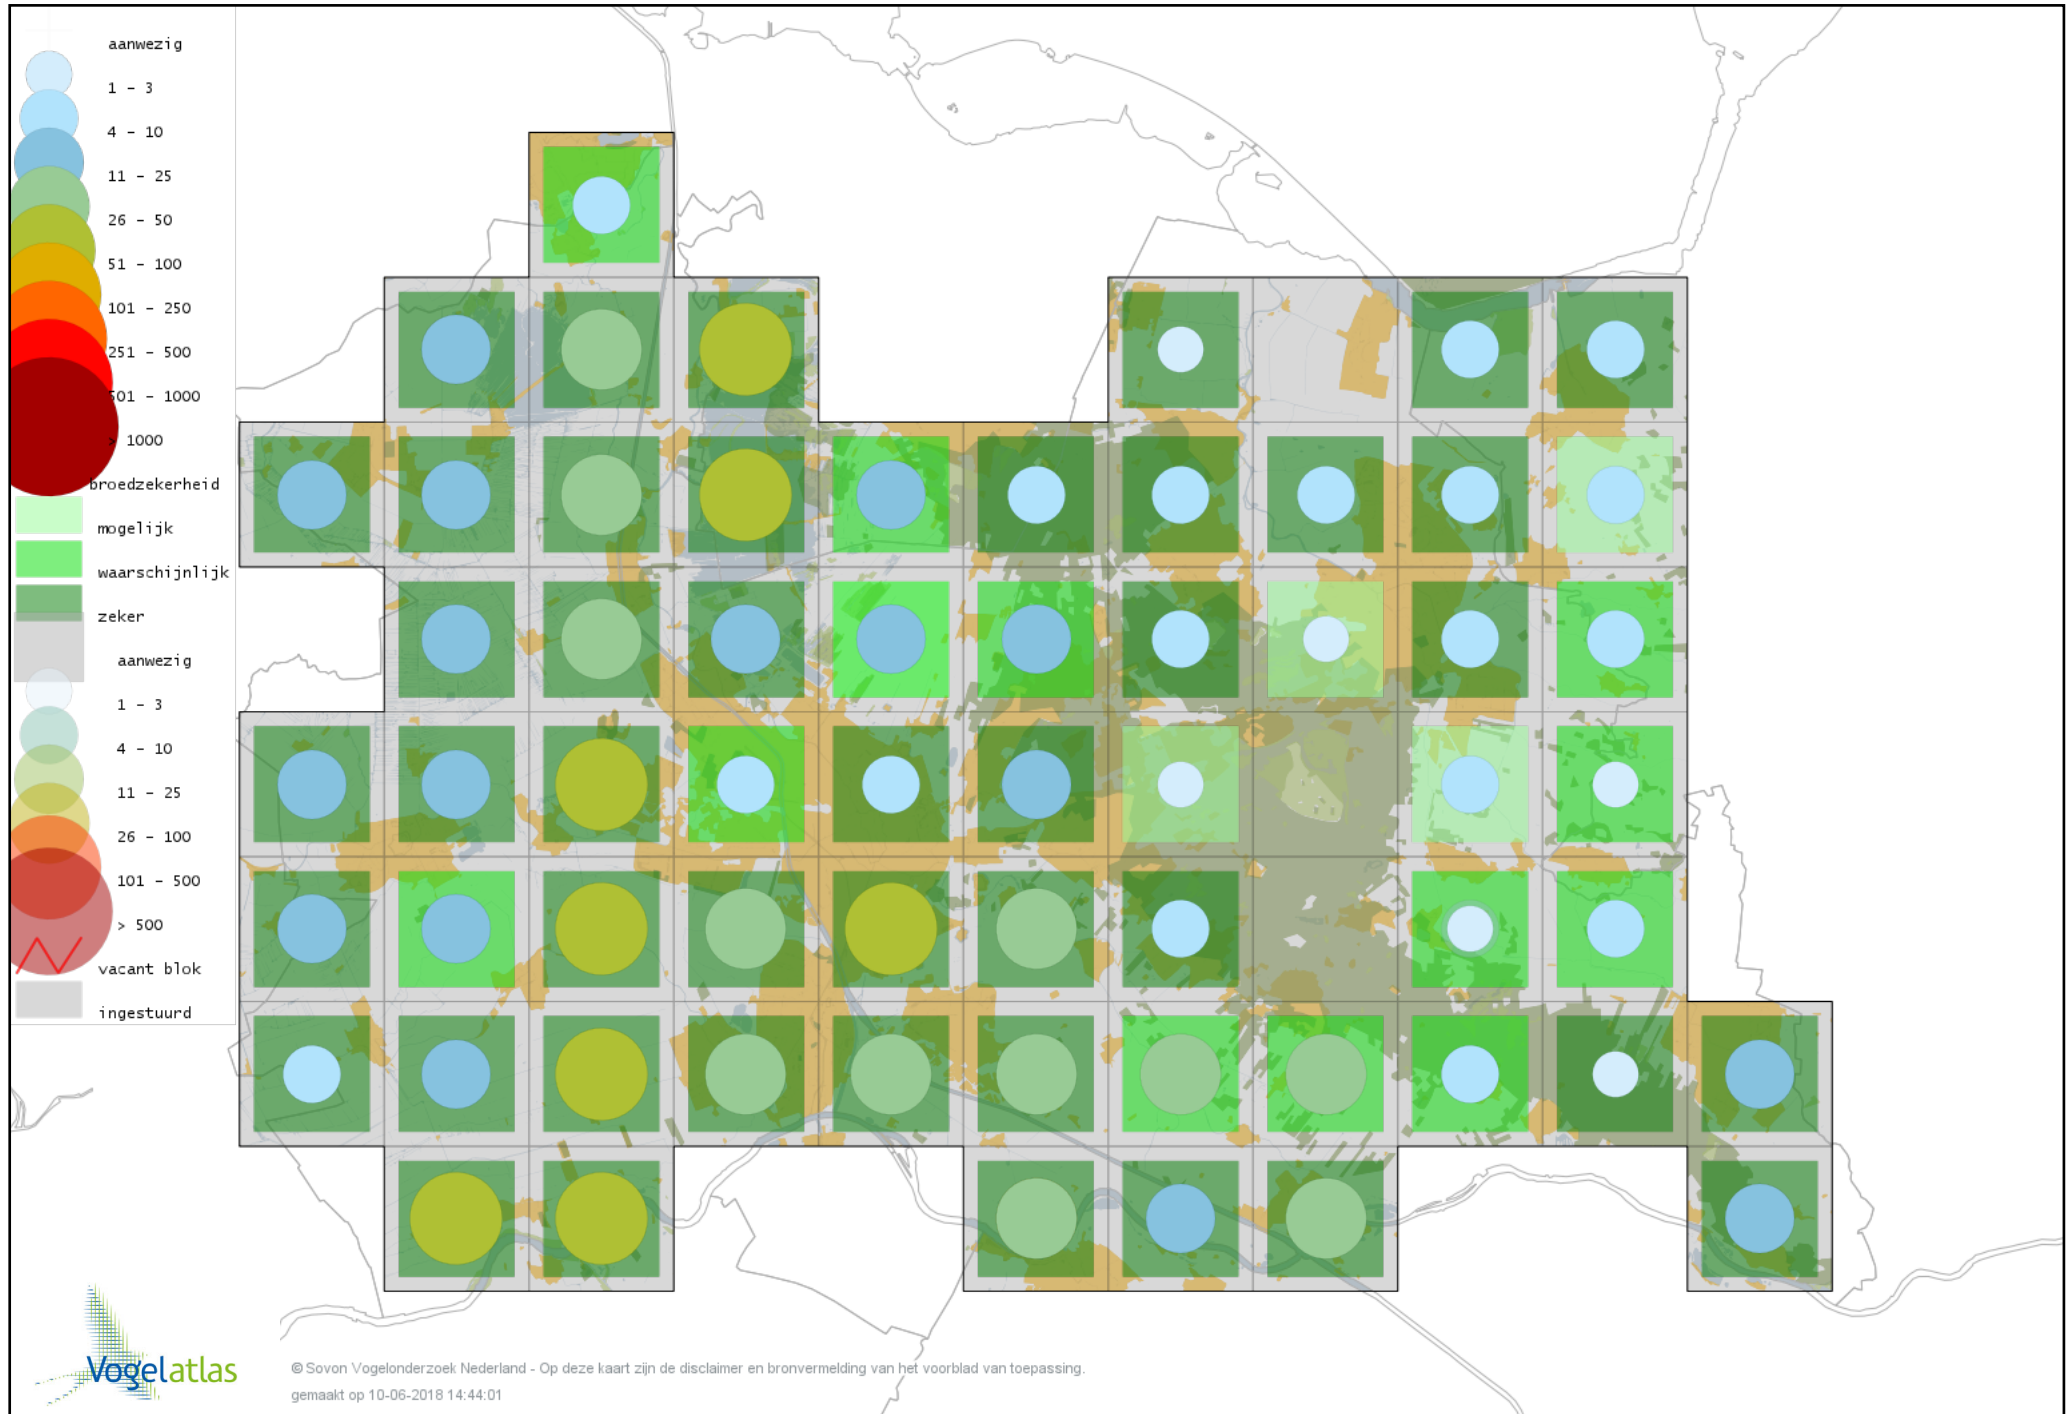 aanwezig
1 - 3
4 - 10
11 - 25
26 - 50
51 - 100
101 - 250
251 - 500
501 - 1000
> 1000
broedzekerheid
mogelijk
waarschijnlijk
zeker
aanwezig
1 - 3
4 - 10
11 - 25
26 - 100
101 - 500
> 500
vacant blok
ingestuurd
Vogelatlas
© Sovon Vogelonderzoek Nederland - Op deze kaart zijn de disclaimer en bronvermelding van het voorblad van toepassing.
gemaakt op 10-06-2018 14:44:01